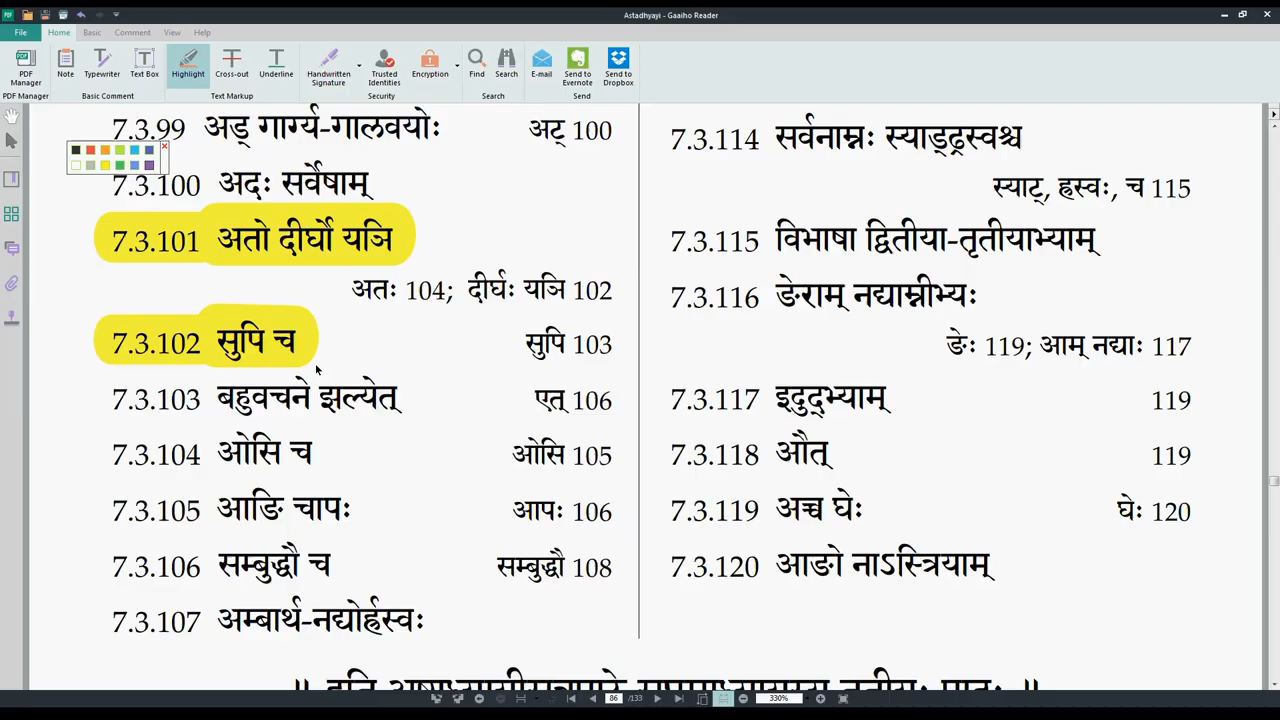 Astadhyayi - Gaaiho Reader
File Home Basic Comment View Help
PDF Manager Note Typewriter Text Box Highlight Cross-out Underline Handwritten Signature Trusted Identities Encryption Find Search E-mail Send to Evernote Send to Dropbox
PDF Manager Basic Comment Text Markup Security Search Send
7.3.99 अड् गार्ग्य-गालवयोः अट् 100
7.3.100 अदः सर्वेषाम्
7.3.101 अतो दीर्घो यञि
अतः 104; दीर्घः यञि 102
7.3.102 सुपि च सुपि 103
7.3.103 बहुवचने झल्येत् एत् 106
7.3.104 ओसि च ओसि 105
7.3.105 आङि चापः आपः 106
7.3.106 सम्बुद्धौ च सम्बुद्धौ 108
7.3.107 अम्बार्थ-नद्योर्ह्रस्वः
7.3.114 सर्वनाम्नः स्याड्ढ्रस्वश्च
स्याट्, ह्रस्वः, च 115
7.3.115 विभाषा द्वितीया-तृतीयाभ्याम्
7.3.116 ङेराम् नद्याम्नीभ्यः
ङेः 119; आम् नद्याः 117
7.3.117 इदुद्भ्याम् 119
7.3.118 औत् 119
7.3.119 अच्च घेः घेः 120
7.3.120 आङो नाऽस्त्रियाम्
86 /133 330%